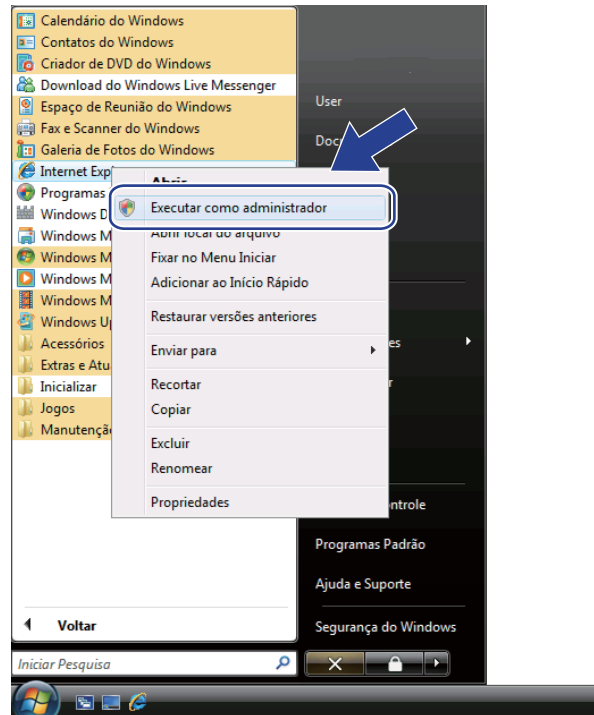 Calendário do Windows
Contatos do Windows
Criador de DVD do Windows
Download do Windows Live Messenger
Espaço de Reunião do Windows
Fax e Scanner do Windows
Galeria de Fotos do Windows
Internet Exp
Programas
Windows D
Windows M
Windows M
Windows M
Windows M
Windows Up
Acessórios
Extras e Atu
Inicializar
Jogos
Manutençã
Voltar
Iniciar Pesquisa
Abrir
Executar como administrador
Abrir local do arquivo
Fixar no Menu Iniciar
Adicionar ao Início Rápido
Restaurar versões anteriores
Enviar para
Recortar
Copiar
Excluir
Renomear
Propriedades
User
Doc
es
r
ntrole
Programas Padrão
Ajuda e Suporte
Segurança do Windows